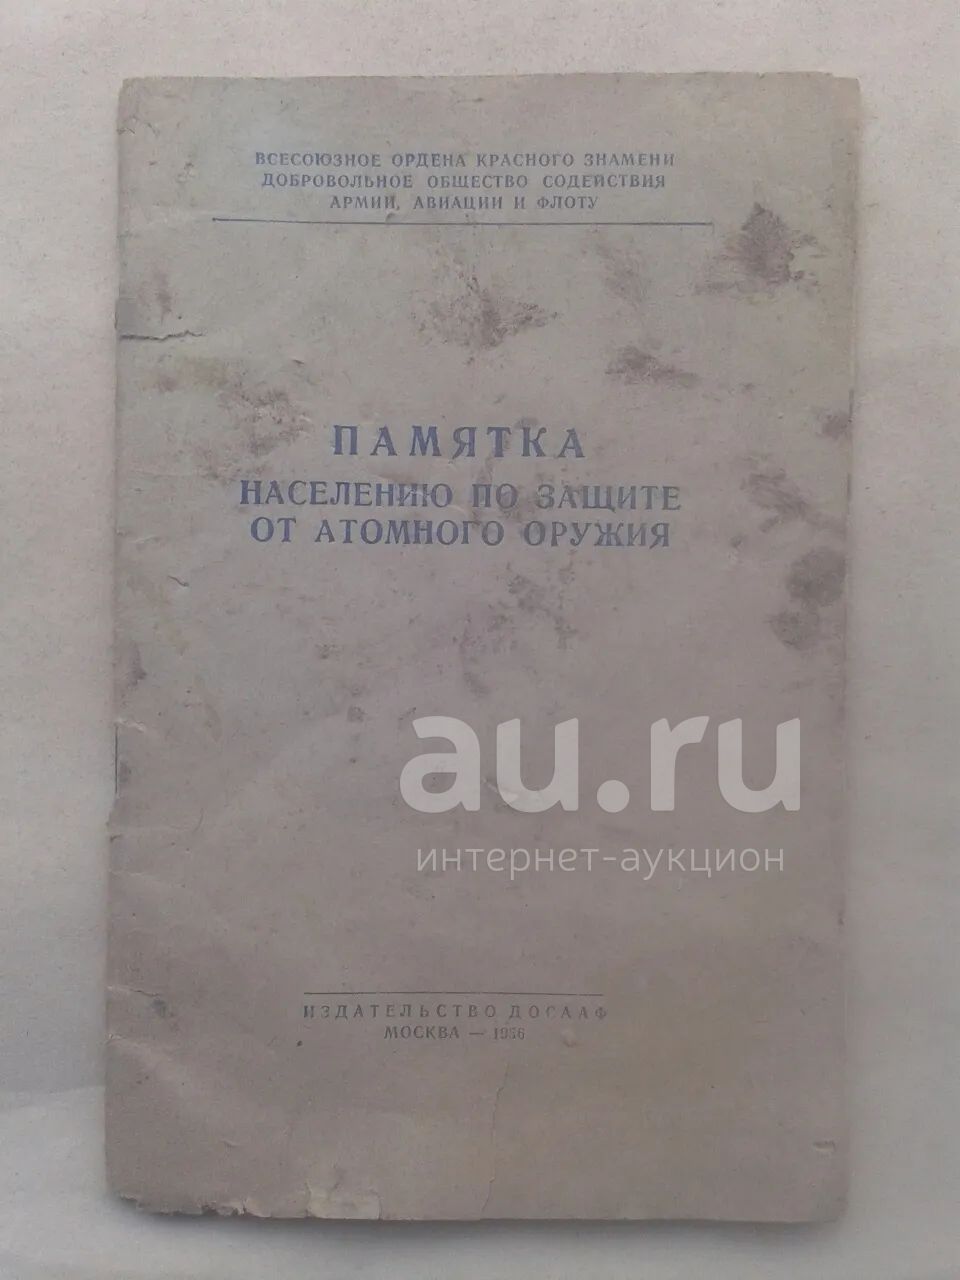 ВСЕСОЮЗНОЕ ОРДЕНА КРАСНОГО ЗНАМЕНИ
ДОБРОВОЛЬНОЕ ОБЩЕСТВО СОДЕЙСТВИЯ
АРМИИ, АВИАЦИИ И ФЛОТУ
ПАМЯТКА
НАСЕЛЕНИЮ ПО ЗАЩИТЕ
ОТ АТОМНОГО ОРУЖИЯ
au.ru
интернет-аукцион
ИЗДАТЕЛЬСТВО ДОСААФ
МОСКВА — 1956